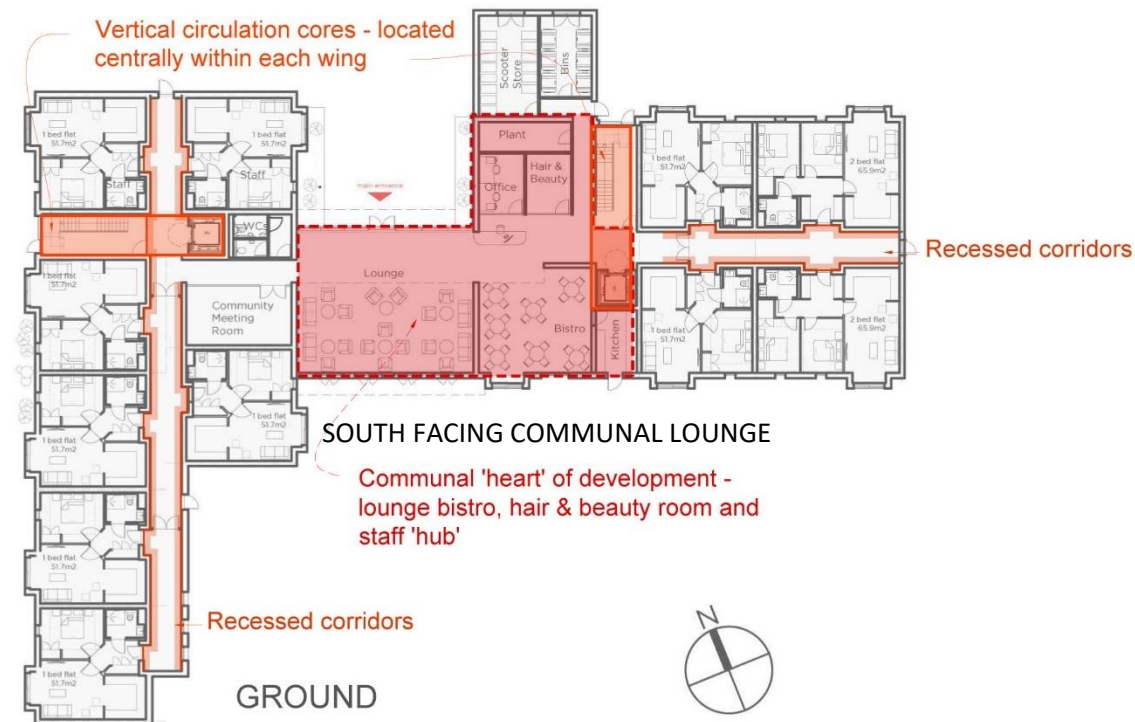 Vertical circulation cores - located
centrally within each wing
Scooter
Store
Bins
1 bed flat
51.7m2
1 bed flat
51.7m2
Staff
Staff
Plant
Office
Hair &
Beauty
1 bed flat
51.7m2
2 bed flat
65.9m2
main entrance
WCs
Recessed corridors
1 bed flat
51.7m2
Lounge
Community
Meeting
Room
Bistro
Kitchen
1 bed flat
51.7m2
2 bed flat
65.9m2
1 bed flat
51.7m2
1 bed flat
51.7m2
SOUTH FACING COMMUNAL LOUNGE
Communal 'heart' of development -
lounge bistro, hair & beauty room and
staff 'hub'
1 bed flat
51.7m2
Recessed corridors
1 bed flat
51.7m2
GROUND
N